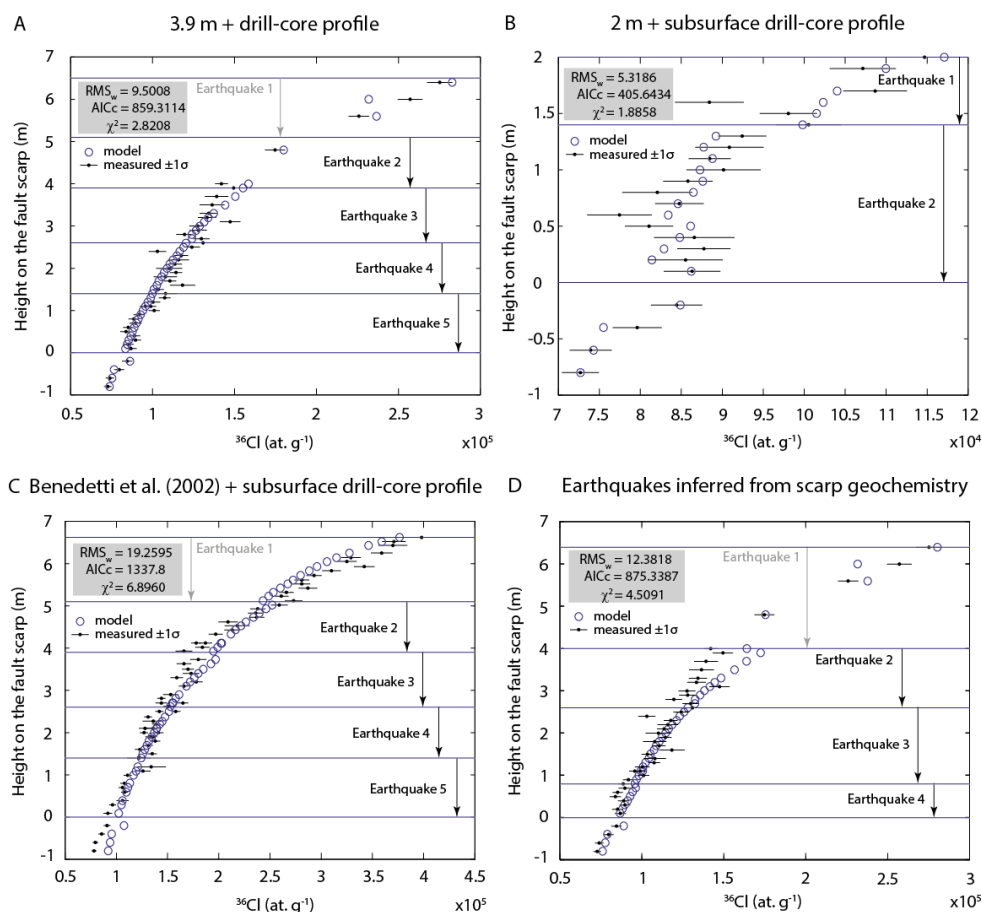 A
3.9 m + drill-core profile
7
6
5
4
3
2
1
0
-1
Height on the fault scarp (m)
RMSw = 9.5008
AICc = 859.3114
χ² = 2.8208
model
measured ±1σ
Earthquake 1
Earthquake 2
Earthquake 3
Earthquake 4
Earthquake 5
0.5 1 1.5 2 2.5 3
³⁶Cl (at. g⁻¹)
x10⁵
B
2 m + subsurface drill-core profile
2
1.5
1
0.5
0
-0.5
-1
Height on the fault scarp (m)
RMSw = 5.3186
AICc = 405.6434
χ² = 1.8858
model
measured ±1σ
Earthquake 1
Earthquake 2
7 7.5 8 8.5 9 9.5 10 10.5 11 11.5 12
³⁶Cl (at. g⁻¹)
x10⁴
C Benedetti et al. (2002) + subsurface drill-core profile
7
6
5
4
3
2
1
0
-1
Height on the fault scarp (m)
RMSw = 19.2595
AICc = 1337.8
χ² = 6.8960
model
measured ±1σ
Earthquake 1
Earthquake 2
Earthquake 3
Earthquake 4
Earthquake 5
0.5 1 1.5 2 2.5 3 3.5 4 4.5
³⁶Cl (at. g⁻¹)
x10⁵
D
Earthquakes inferred from scarp geochemistry
7
6
5
4
3
2
1
0
-1
Height on the fault scarp (m)
RMSw = 12.3818
AICc = 875.3387
χ² = 4.5091
model
measured ±1σ
Earthquake 1
Earthquake 2
Earthquake 3
Earthquake 4
0.5 1 1.5 2 2.5 3
³⁶Cl (at. g⁻¹)
x10⁵